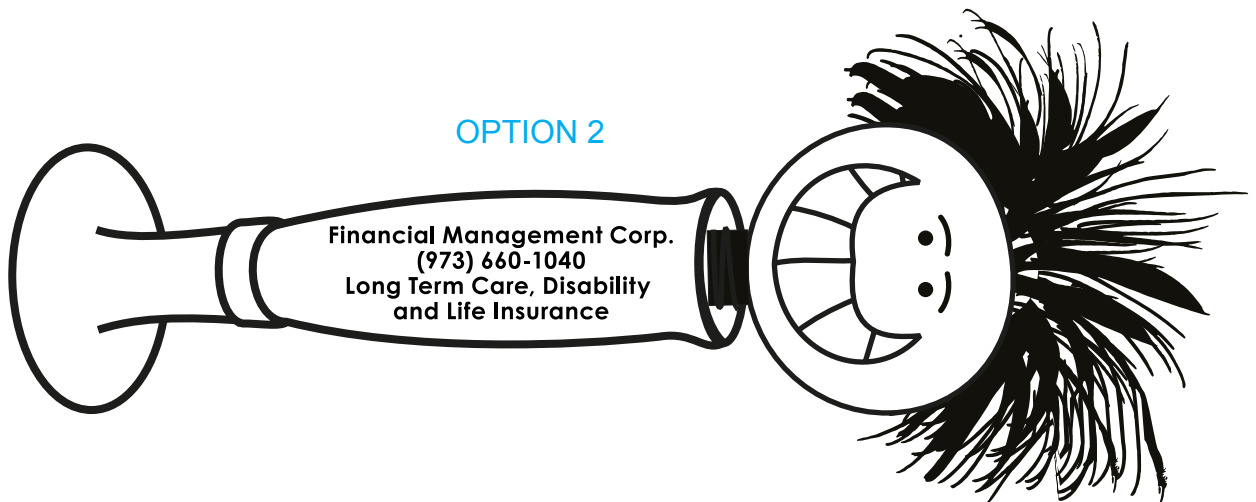 OPTION 2
Financial Management Corp.
(973) 660-1040
Long Term Care, Disability
and Life Insurance